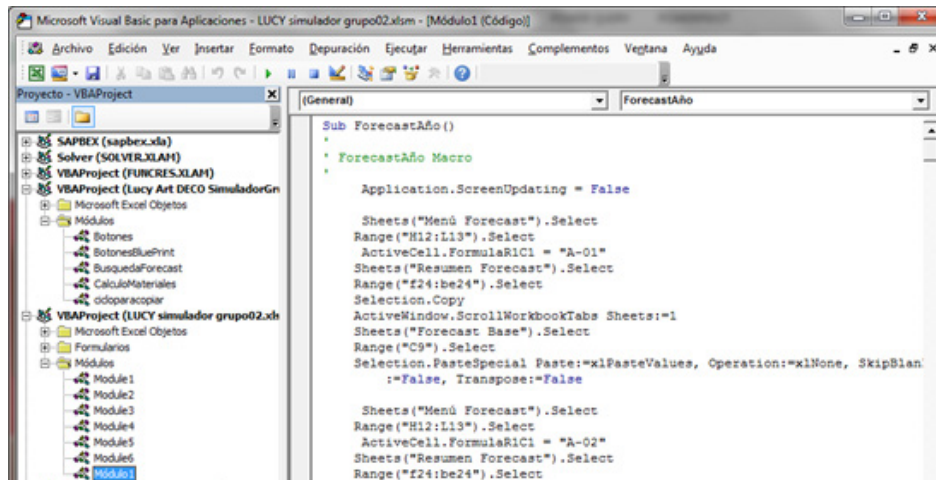 Microsoft Visual Basic para Aplicaciones - LUCY simulador grupo02.xlsm - [Módulo1 (Código)]
Archivo Edición Ver Insertar Formato Depuración Ejecutar Herramientas Complementos Ventana Ayuda
Proyecto - VBAProject
(General)
ForecastAño
SAPBEX (sapbex.xla)
Solver (SOLVER.XLAM)
VBAProject (FUNCRES.XLAM)
VBAProject (Lucy Art DECO SimuladorGru
Microsoft Excel Objetos
Módulos
Botones
BotonesBluePrint
BusquedaForecast
CalculoMateriales
cicloparacopiar
VBAProject (LUCY simulador grupo02.xls
Microsoft Excel Objetos
Formularios
Módulos
Module1
Module2
Module3
Module4
Module5
Module6
Módulo1
Sub ForecastAño()
'
' ForecastAño Macro
'
Application.ScreenUpdating = False
Sheets("Menú Forecast").Select
Range("H12:L13").Select
ActiveCell.FormulaR1C1 = "A-01"
Sheets("Resumen Forecast").Select
Range("f24:be24").Select
Selection.Copy
ActiveWindow.ScrollWorkbookTabs Sheets:=1
Sheets("Forecast Base").Select
Range("C9").Select
Selection.PasteSpecial Paste:=xlPasteValues, Operation:=xlNone, SkipBlan
:=False, Transpose:=False
Sheets("Menú Forecast").Select
Range("H12:L13").Select
ActiveCell.FormulaR1C1 = "A-02"
Sheets("Resumen Forecast").Select
Range("f24:be24").Select